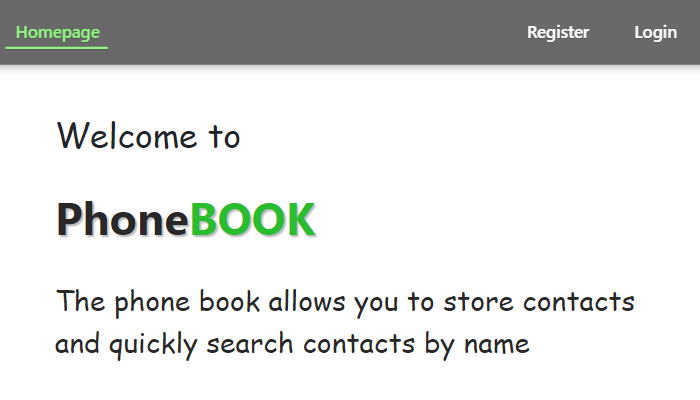 Homepage Register Login
Welcome to
PhoneBOOK
The phone book allows you to store contacts
and quickly search contacts by name